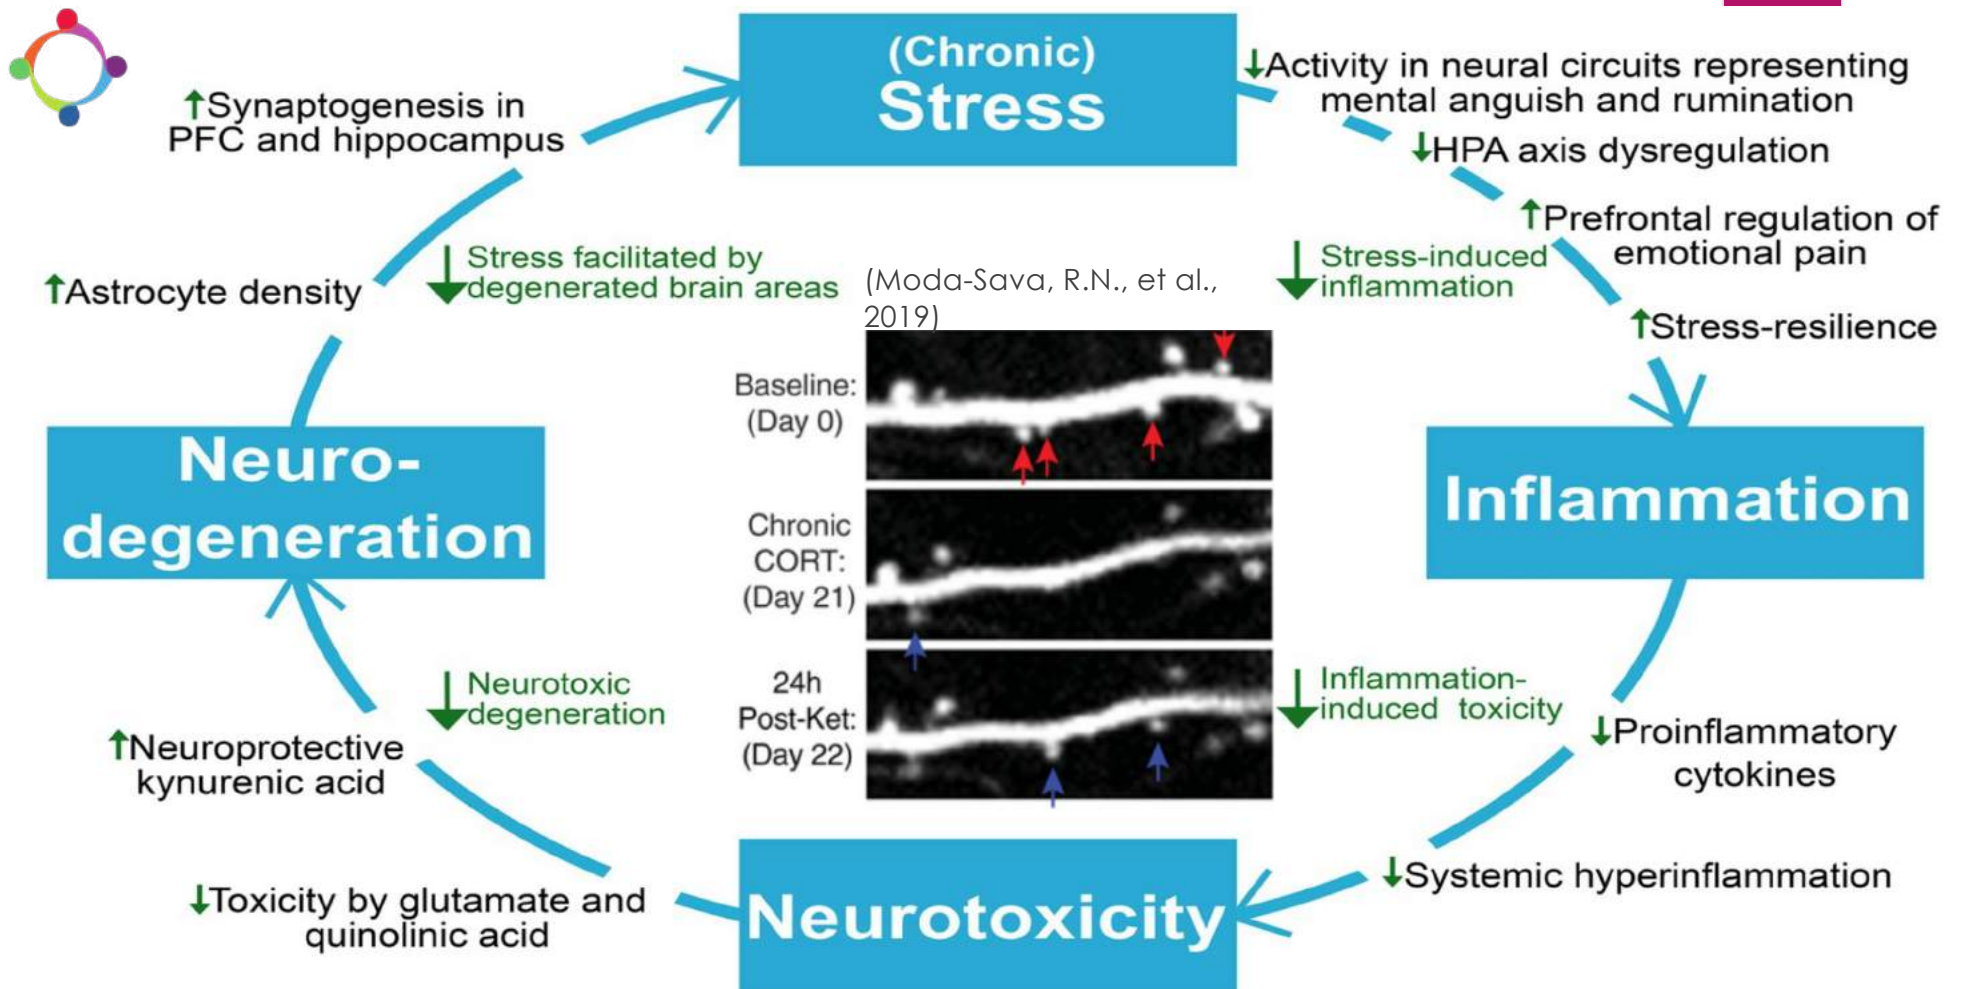 (Chronic)
Stress
↓Activity in neural circuits representing
mental anguish and rumination
↓HPA axis dysregulation
↑Prefrontal regulation of
emotional pain
↑Stress-resilience
↓Stress-induced
inflammation
Inflammation
↓Inflammation-
induced toxicity
↓Proinflammatory
cytokines
↓Systemic hyperinflammation
Neurotoxicity
↓Toxicity by glutamate and
quinolinic acid
↑Neuroprotective
kynurenic acid
↓Neurotoxic
degeneration
Neuro-
degeneration
↑Astrocyte density
↑Synaptogenesis in
PFC and hippocampus
↓Stress facilitated by
degenerated brain areas
(Moda-Sava, R.N., et al.,
2019)
Baseline:
(Day 0)
Chronic
CORT:
(Day 21)
24h
Post-Ket:
(Day 22)